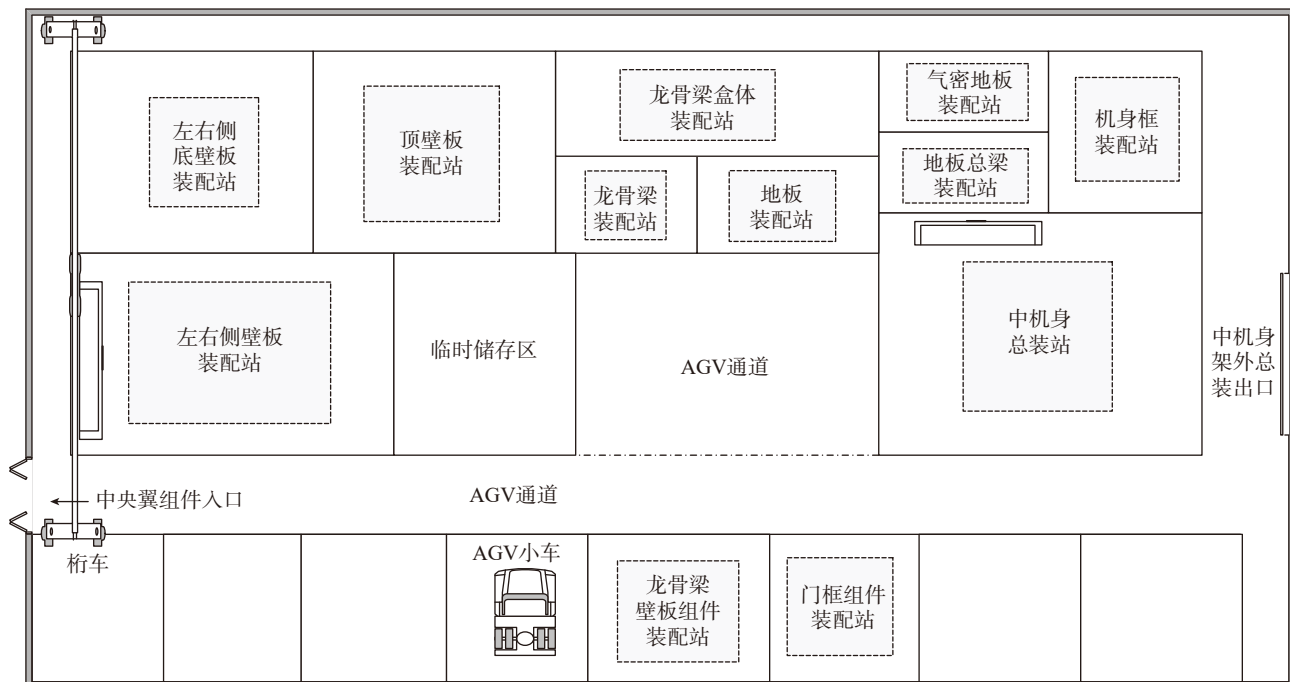 左右侧
底壁板
装配站
顶壁板
装配站
龙骨梁盒体
装配站
气密地板
装配站
机身框
装配站
龙骨梁
装配站
地板
装配站
地板总梁
装配站
左右侧壁板
装配站
临时储存区
AGV通道
中机身
总装站
中机身
架外总
装出口
中央翼组件入口
AGV通道
桁车
AGV小车
龙骨梁
壁板组件
装配站
门框组件
装配站